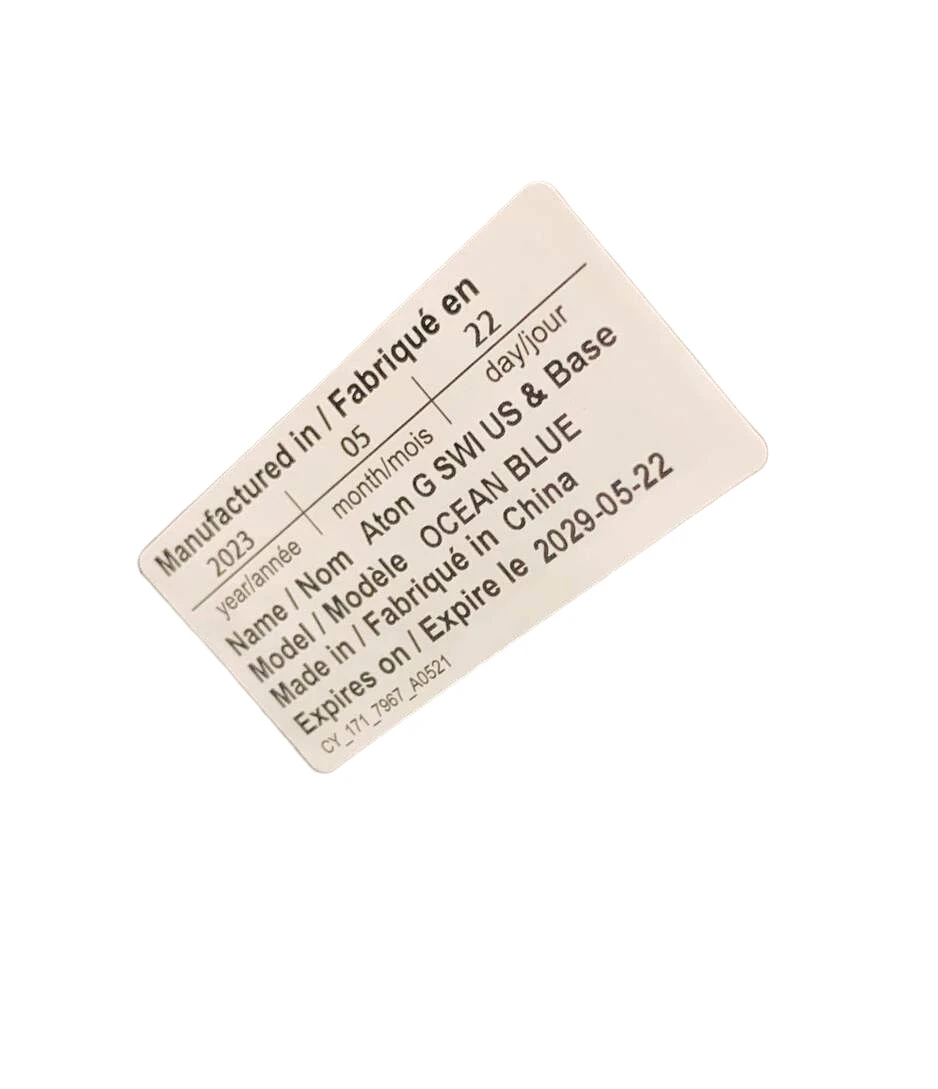 Manufactured in / Fabriqué en
2023 05 22
year/année month/mois day/jour
Name / Nom Aton G SWI US & Base
Model / Modèle OCEAN BLUE
Made in / Fabriqué in China
Expires on / Expire le 2029-05-22
CY_171_7967_A0521